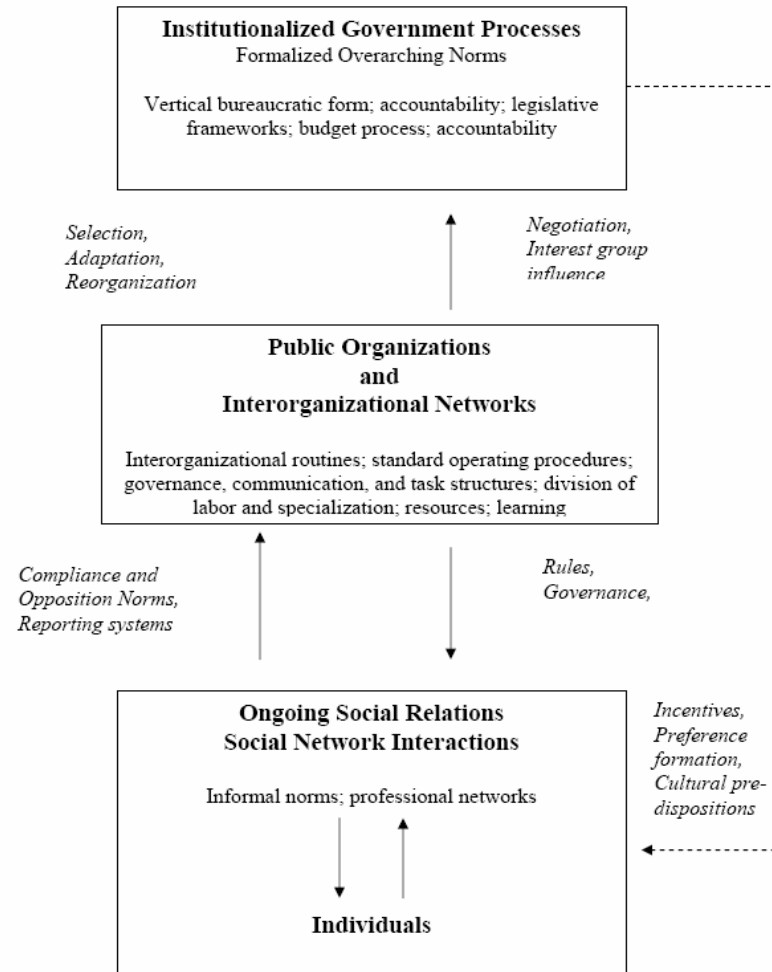 Institutionalized Government Processes
Formalized Overarching Norms
Vertical bureaucratic form; accountability; legislative
frameworks; budget process; accountability
Selection,
Adaptation,
Reorganization
Negotiation,
Interest group
influence
Public Organizations
and
Interorganizational Networks
Interorganizational routines; standard operating procedures;
governance, communication, and task structures; division of
labor and specialization; resources; learning
Compliance and
Opposition Norms,
Reporting systems
Rules,
Governance,
Ongoing Social Relations
Social Network Interactions
Informal norms; professional networks
Individuals
Incentives,
Preference
formation,
Cultural pre-
dispositions